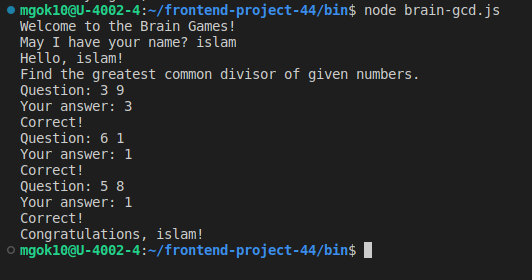 mgok10@U-4002-4:~/frontend-project-44/bin$ node brain-gcd.js
Welcome to the Brain Games!
May I have your name? islam
Hello, islam!
Find the greatest common divisor of given numbers.
Question: 3 9
Your answer: 3
Correct!
Question: 6 1
Your answer: 1
Correct!
Question: 5 8
Your answer: 1
Correct!
Congratulations, islam!
mgok10@U-4002-4:~/frontend-project-44/bin$